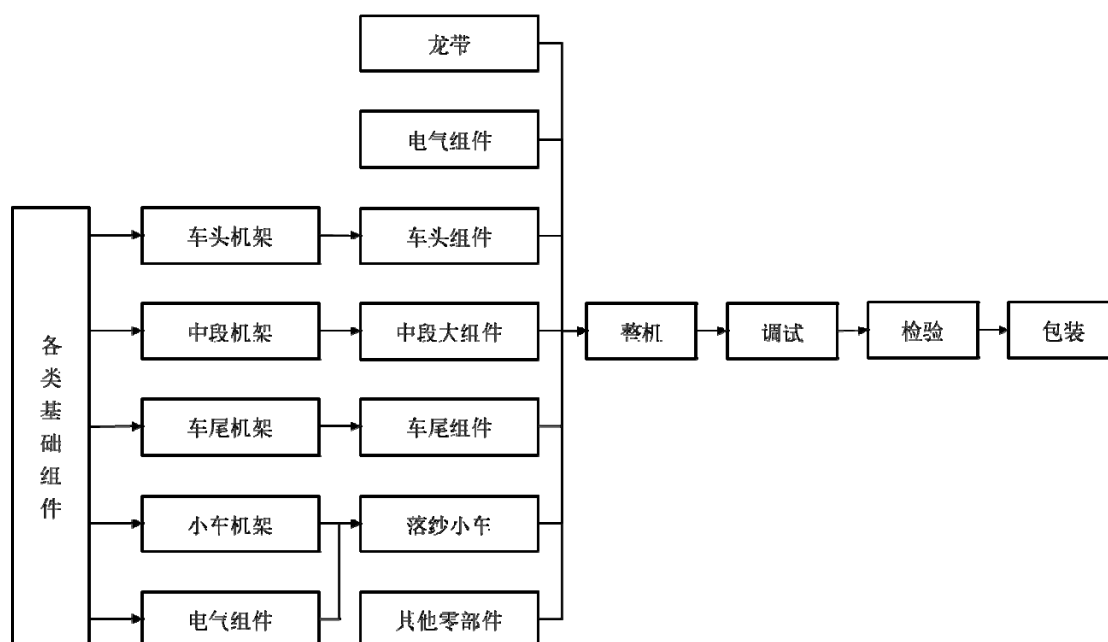 龙带
电气组件
各类基础组件
车头机架
车头组件
中段机架
中段大组件
整机
调试
检验
包装
车尾机架
车尾组件
小车机架
落纱小车
电气组件
其他零部件